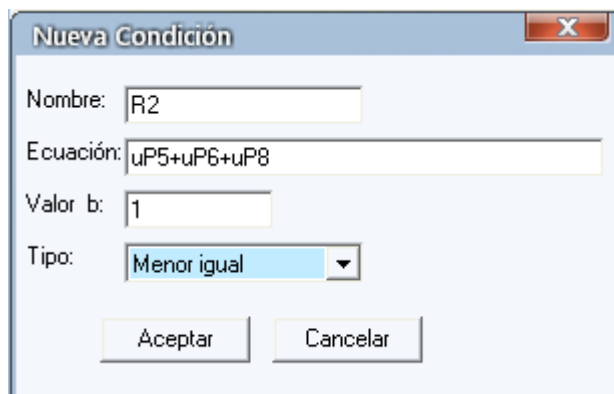 Nueva Condición
Nombre: R2
Ecuación: uP5+uP6+uP8
Valor b: 1
Tipo: Menor igual
Aceptar Cancelar